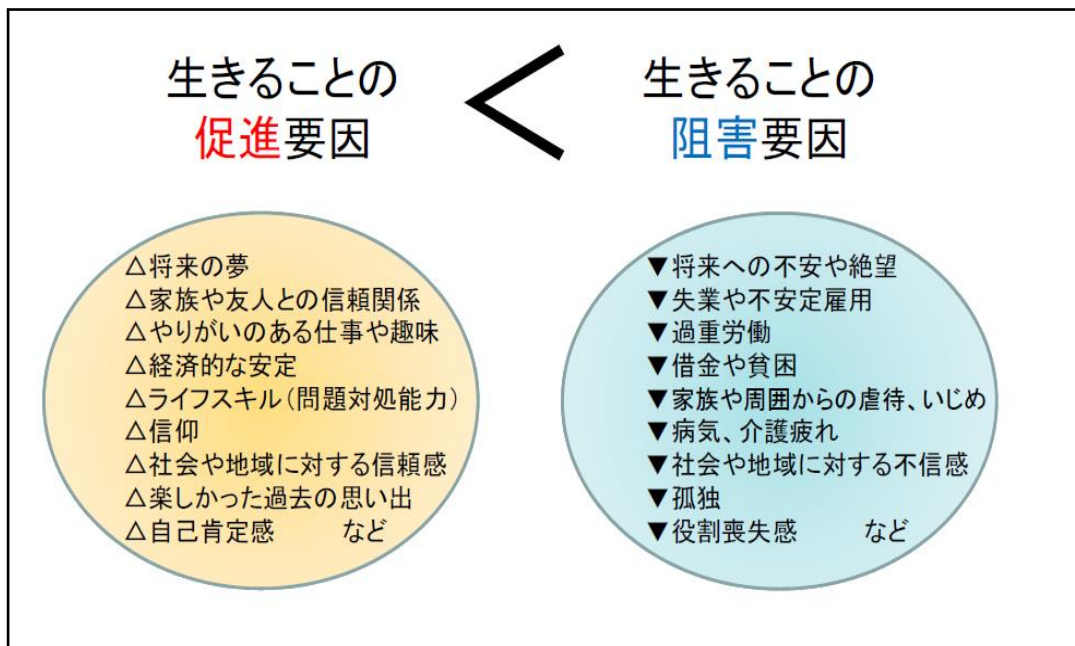 生きることの
促進要因
<
生きることの
阻害要因
△将来の夢
△家族や友人との信頼関係
△やりがいのある仕事や趣味
△経済的な安定
△ライフスキル(問題対処能力)
△信仰
△社会や地域に対する信頼感
△楽しかった過去の思い出
△自己肯定感 など
▼将来への不安や絶望
▼失業や不安定雇用
▼過重労働
▼借金や貧困
▼家族や周囲からの虐待、いじめ
▼病気、介護疲れ
▼社会や地域に対する不信感
▼孤独
▼役割喪失感 など